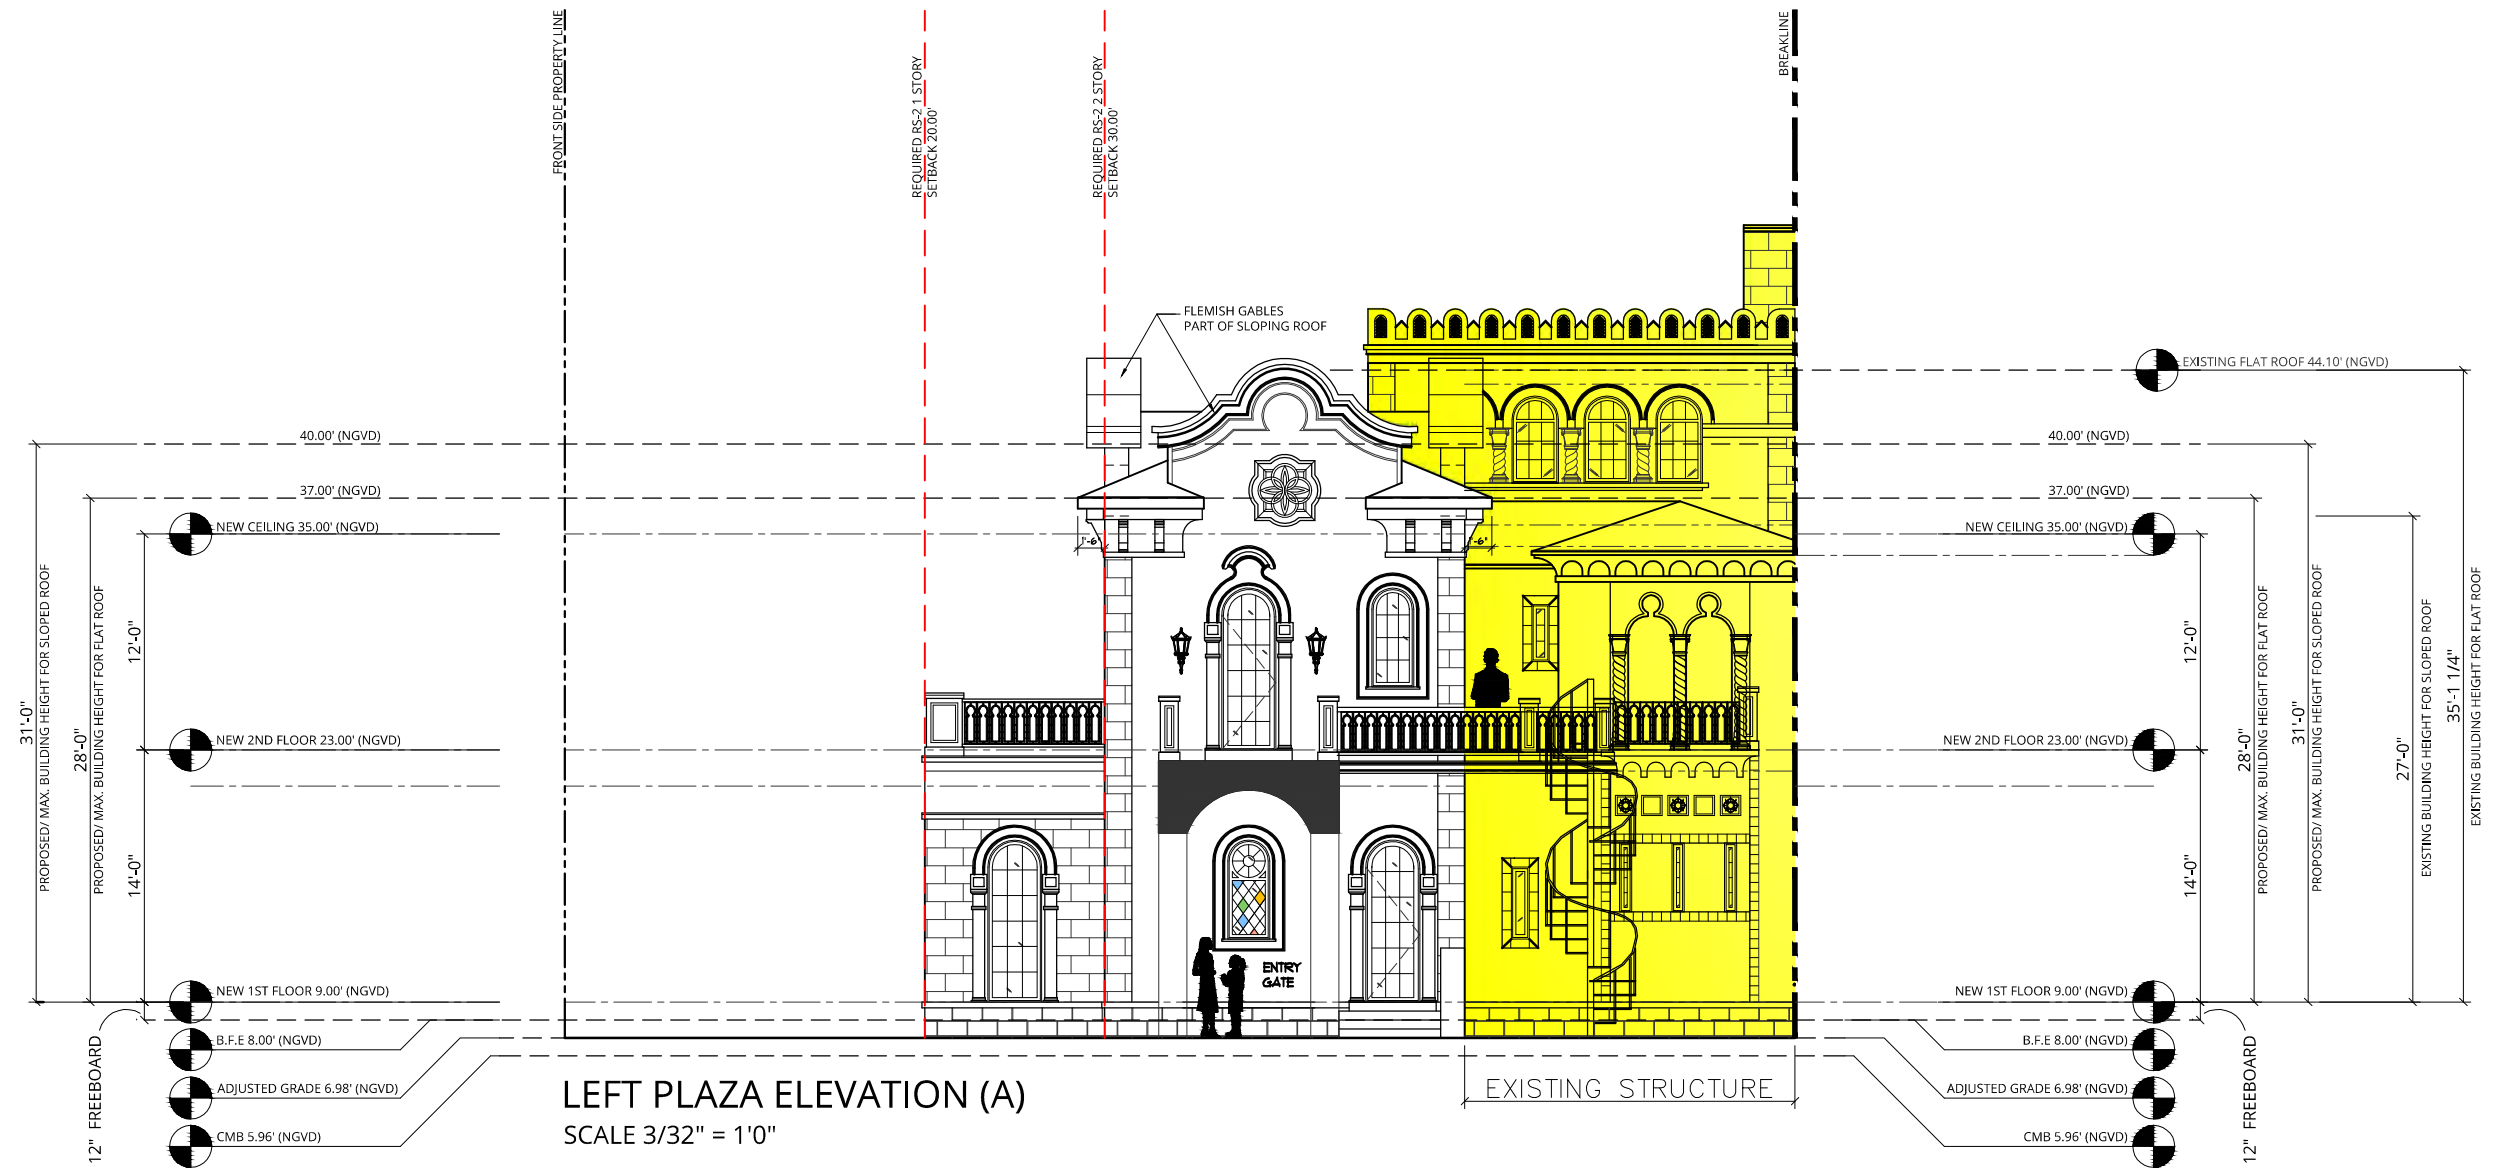 FRONT SIDE PROPERTY LINE
REQUIRED RS-2 1 STORY
SETBACK 20.00'
REQUIRED RS-2 2 STORY
SETBACK 30.00'
BREAKLINE
FLEMISH GABLES
PART OF SLOPING ROOF
EXISTING FLAT ROOF 44.10' (NGVD)
40.00' (NGVD)
40.00' (NGVD)
37.00' (NGVD)
37.00' (NGVD)
NEW CEILING 35.00' (NGVD)
NEW CEILING 35.00' (NGVD)
1'-6"
1'-6"
31'-0"
PROPOSED/ MAX. BUILDING HEIGHT FOR SLOPED ROOF
28'-0"
PROPOSED/ MAX. BUILDING HEIGHT FOR FLAT ROOF
12'-0"
14'-0"
12'-0"
14'-0"
28'-0"
PROPOSED/ MAX. BUILDING HEIGHT FOR FLAT ROOF
31'-0"
PROPOSED/ MAX. BUILDING HEIGHT FOR SLOPED ROOF
27'-0"
EXISTING BUILDING HEIGHT FOR SLOPED ROOF
35'-1 1/4"
EXISTING BUILDING HEIGHT FOR FLAT ROOF
NEW 2ND FLOOR 23.00' (NGVD)
NEW 2ND FLOOR 23.00' (NGVD)
ENTRY
GATE
NEW 1ST FLOOR 9.00' (NGVD)
NEW 1ST FLOOR 9.00' (NGVD)
B.F.E 8.00' (NGVD)
B.F.E 8.00' (NGVD)
ADJUSTED GRADE 6.98' (NGVD)
ADJUSTED GRADE 6.98' (NGVD)
CMB 5.96' (NGVD)
CMB 5.96' (NGVD)
12" FREEBOARD
12" FREEBOARD
EXISTING STRUCTURE
LEFT PLAZA ELEVATION (A)
SCALE 3/32" = 1'0"